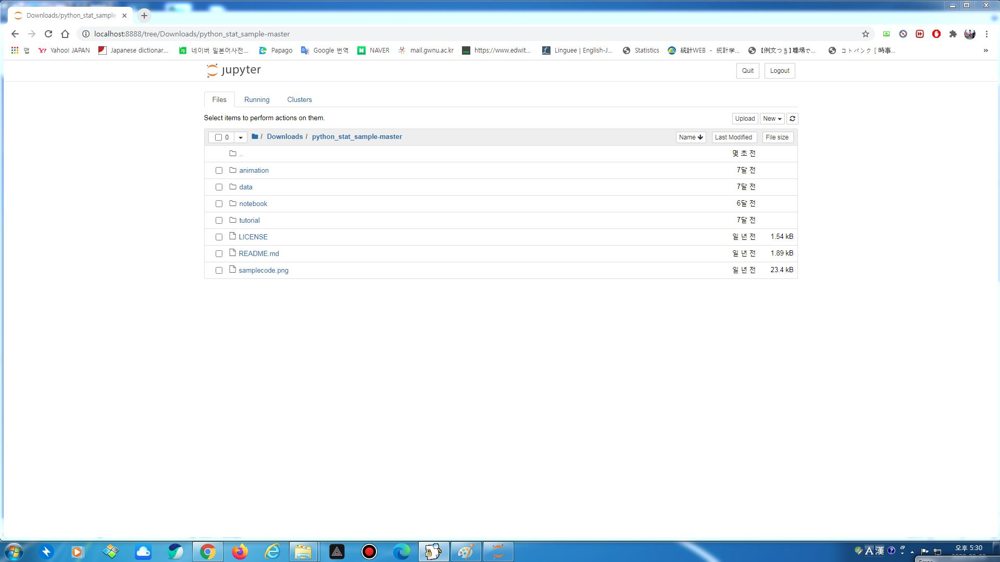 Downloads/python_stat_sample
localhost:8888/tree/Downloads/python_stat_sample-master
앱 Yahoo! JAPAN Japanese dictionar... 네이버 일본어사전... Papago Google 번역 NAVER mail.gwnu.ac.kr https://www.edwit... Linguee | English-J... Statistics 統計WEB - 統計学... 【例文つき】職場で... コトバンク [ 時事... »
jupyter
Quit Logout
Files Running Clusters
Select items to perform actions on them.
Upload New
0 / Downloads / python_stat_sample-master Name Last Modified File size
.. 몇 초 전
animation 7달 전
data 7달 전
notebook 6달 전
tutorial 7달 전
LICENSE 일 년 전 1.54 kB
README.md 일 년 전 1.89 kB
samplecode.png 일 년 전 23.4 kB
A 漢 오후 5:30